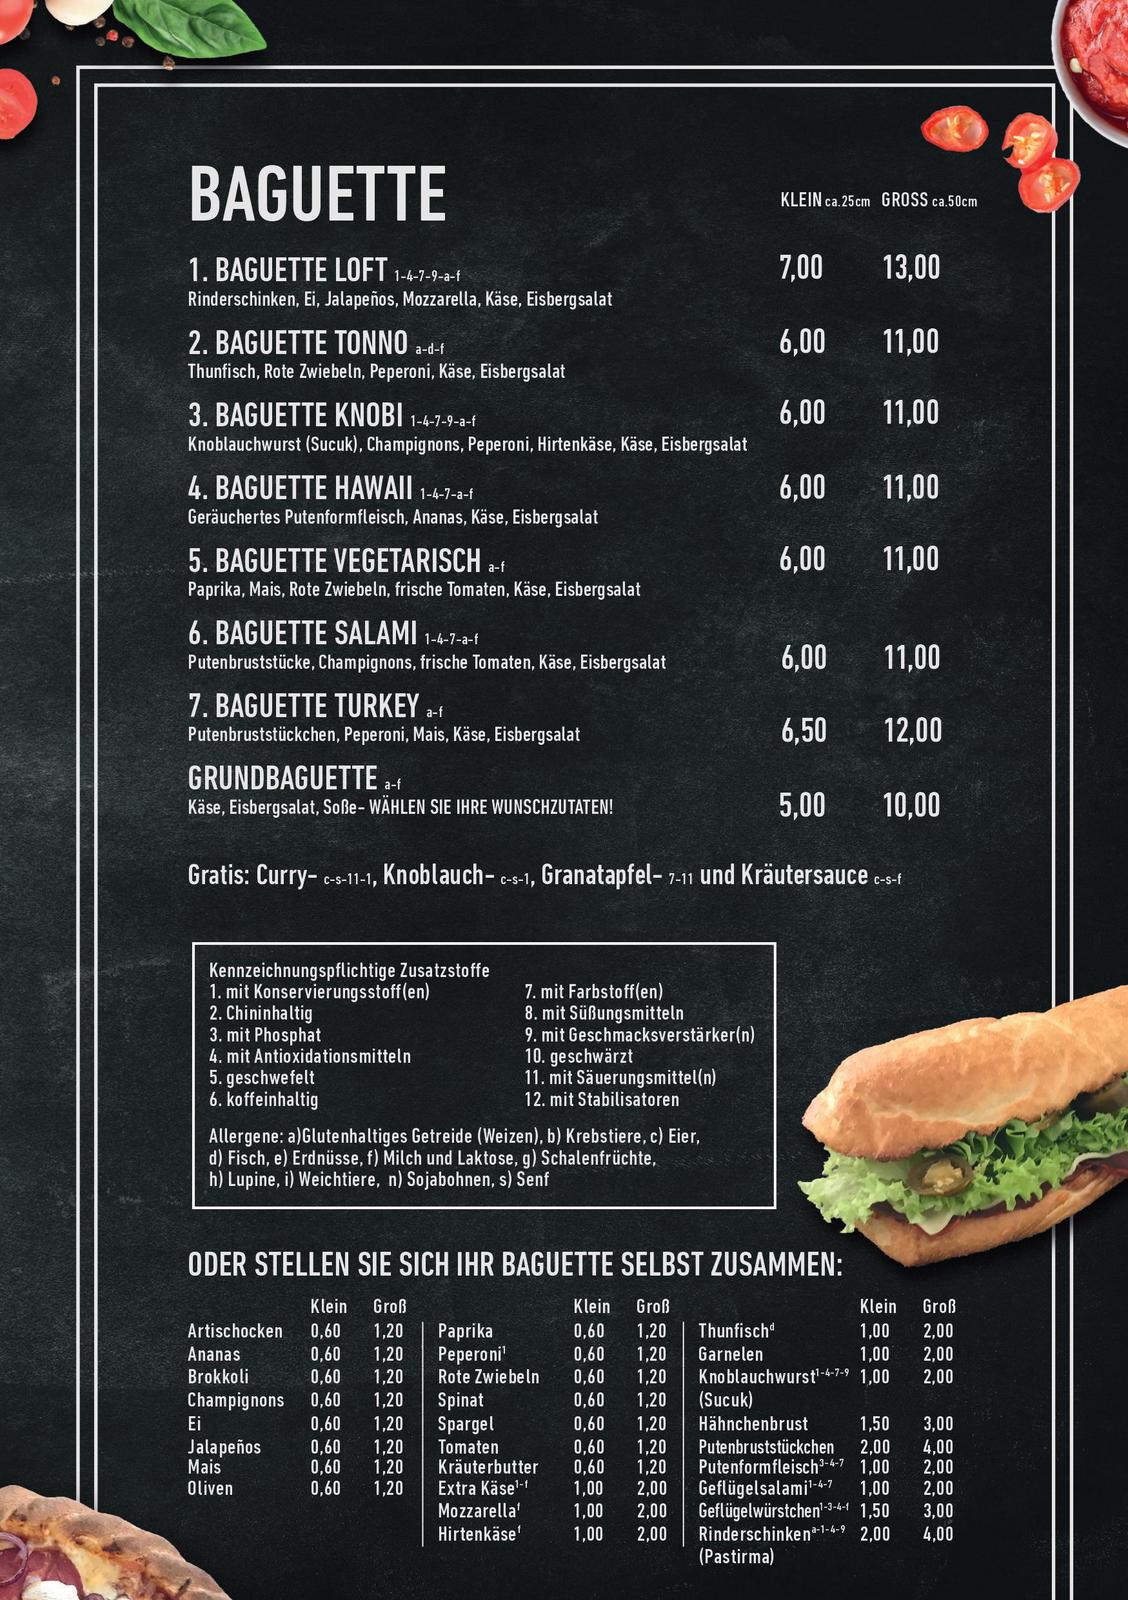 BAGUETTE
KLEIN ca.25cm GROSS ca.50cm
1. BAGUETTE LOFT 1-4-7-9-a-f 7,00 13,00
Rinderschinken, Ei, Jalapeños, Mozzarella, Käse, Eisbergsalat
2. BAGUETTE TONNO a-d-f 6,00 11,00
Thunfisch, Rote Zwiebeln, Peperoni, Käse, Eisbergsalat
3. BAGUETTE KNOBI 1-4-7-9-a-f 6,00 11,00
Knoblauchwurst (Sucuk), Champignons, Peperoni, Hirtenkäse, Käse, Eisbergsalat
4. BAGUETTE HAWAII 1-4-7-a-f 6,00 11,00
Geräuchertes Putenformfleisch, Ananas, Käse, Eisbergsalat
5. BAGUETTE VEGETARISCH a-f 6,00 11,00
Paprika, Mais, Rote Zwiebeln, frische Tomaten, Käse, Eisbergsalat
6. BAGUETTE SALAMI 1-4-7-a-f
Putenbruststücke, Champignons, frische Tomaten, Käse, Eisbergsalat 6,00 11,00
7. BAGUETTE TURKEY a-f
Putenbruststückchen, Peperoni, Mais, Käse, Eisbergsalat 6,50 12,00
GRUNDBAGUETTE a-f
Käse, Eisbergsalat, Soße- WÄHLEN SIE IHRE WUNSCHZUTATEN! 5,00 10,00
Gratis: Curry- c-s-11-1, Knoblauch- c-s-1, Granatapfel- 7-11 und Kräutersauce c-s-f
Kennzeichnungspflichtige Zusatzstoffe
1. mit Konservierungsstoff(en) 7. mit Farbstoff(en)
2. Chininhaltig 8. mit Süßungsmitteln
3. mit Phosphat 9. mit Geschmacksverstärker(n)
4. mit Antioxidationsmitteln 10. geschwärzt
5. geschwefelt 11. mit Säuerungsmittel(n)
6. koffeinhaltig 12. mit Stabilisatoren
Allergene: a)Glutenhaltiges Getreide (Weizen), b) Krebstiere, c) Eier,
d) Fisch, e) Erdnüsse, f) Milch und Laktose, g) Schalenfrüchte,
h) Lupine, i) Weichtiere, n) Sojabohnen, s) Senf
ODER STELLEN SIE SICH IHR BAGUETTE SELBST ZUSAMMEN:
Klein Groß Klein Groß Klein Groß
Artischocken 0,60 1,20 Paprika 0,60 1,20 Thunfisch^d 1,00 2,00
Ananas 0,60 1,20 Peperoni^1 0,60 1,20 Garnelen 1,00 2,00
Brokkoli 0,60 1,20 Rote Zwiebeln 0,60 1,20 Knoblauchwurst^1-4-7-9 1,00 2,00
Champignons 0,60 1,20 Spinat 0,60 1,20 (Sucuk)
Ei 0,60 1,20 Spargel 0,60 1,20 Hähnchenbrust 1,50 3,00
Jalapeños 0,60 1,20 Tomaten 0,60 1,20 Putenbruststückchen 2,00 4,00
Mais 0,60 1,20 Kräuterbutter 0,60 1,20 Putenformfleisch^3-4-7 1,00 2,00
Oliven 0,60 1,20 Extra Käse^1-f 1,00 2,00 Geflügelsalami^1-4-7 1,00 2,00
Mozzarella^f 1,00 2,00 Geflügelwürstchen^1-3-4-f 1,50 3,00
Hirtenkäse^f 1,00 2,00 Rinderschinken^a-1-4-9 2,00 4,00
(Pastirma)